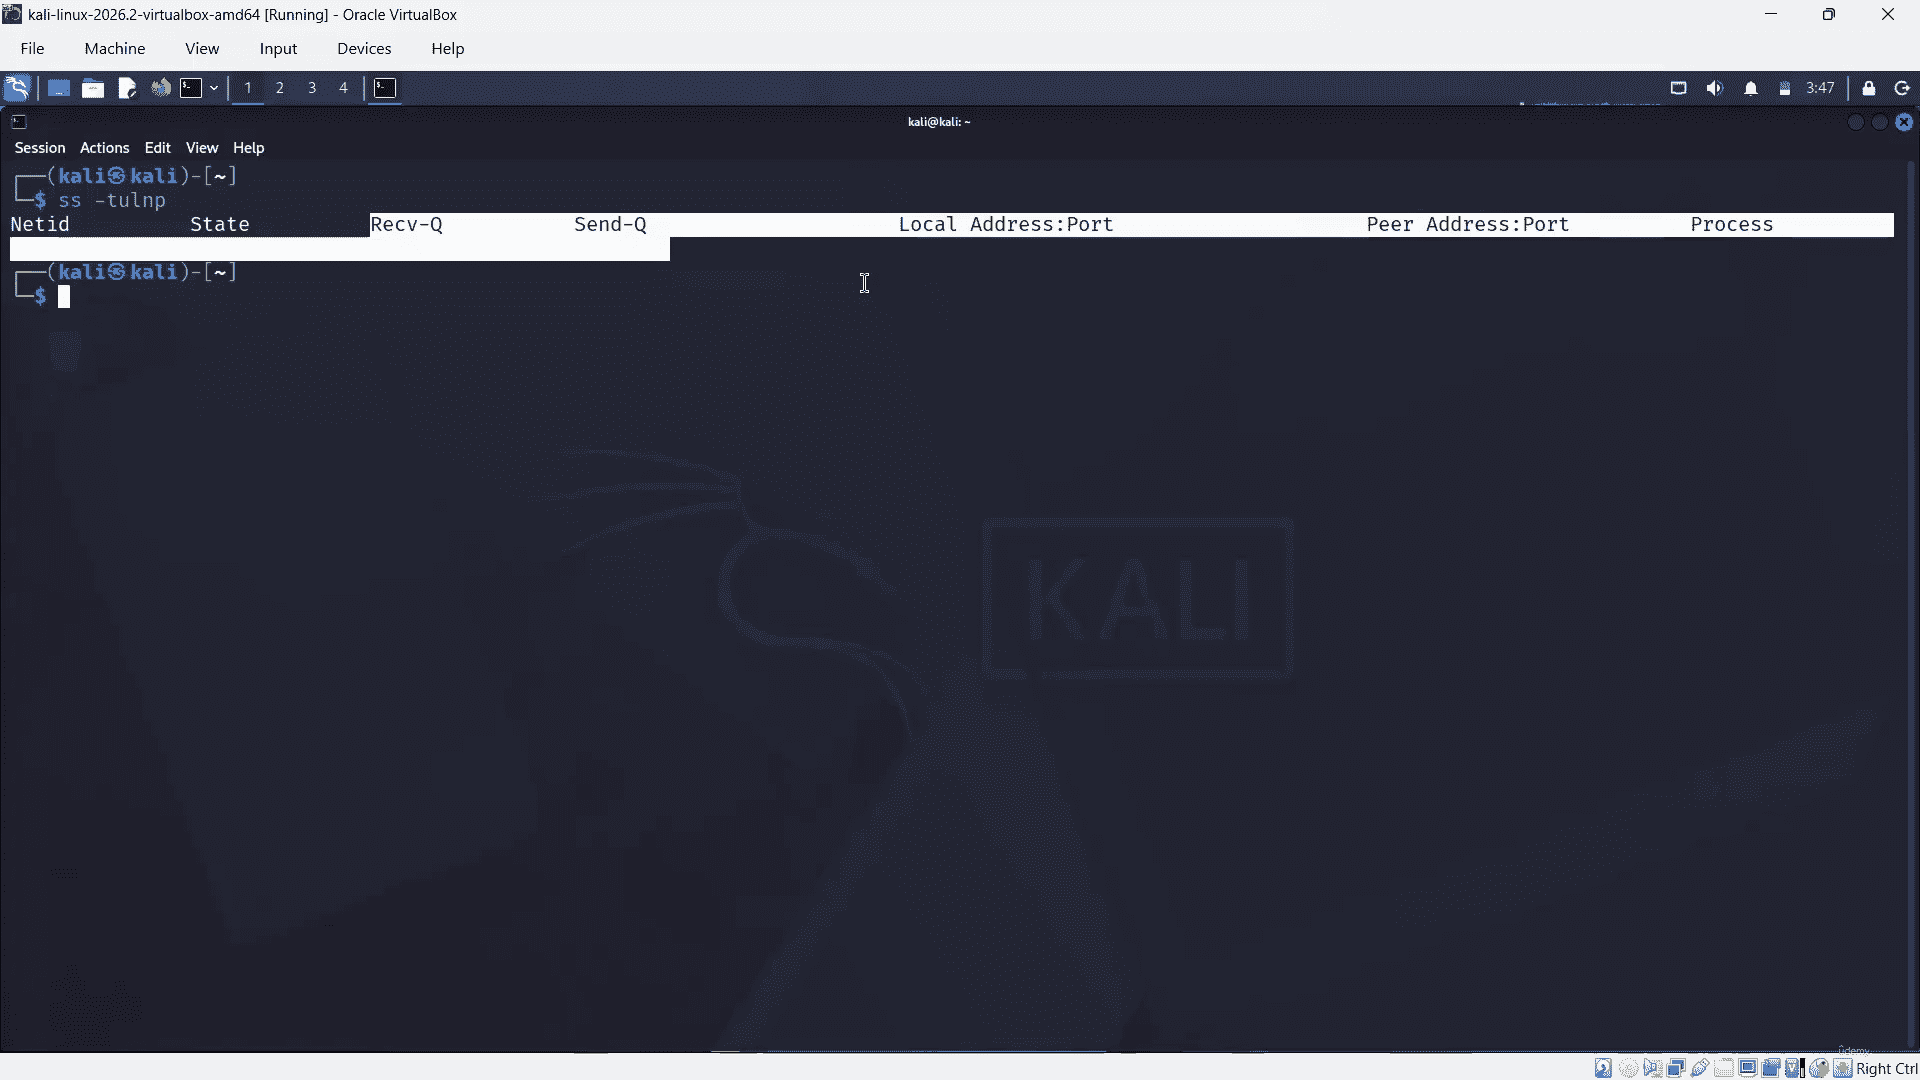 kali-linux-2026.2-virtualbox-amd64 [Running] - Oracle VirtualBox
File Machine View Input Devices Help
1 2 3 4 3:47
kali@kali: ~
Session Actions Edit View Help
┌──(kali㉿kali)-[~]
└─$ ss -tulnp
Netid State Recv-Q Send-Q Local Address:Port Peer Address:Port Process
┌──(kali㉿kali)-[~]
└─$
KALI
udemy
Right Ctrl